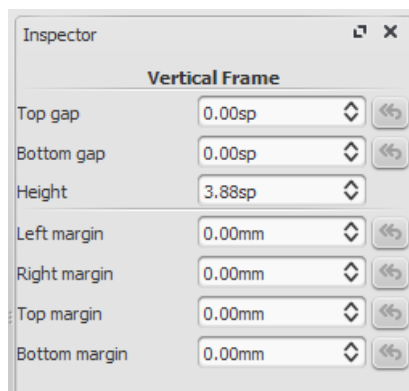 Inspector
Vertical Frame
Top gap 0.00sp
Bottom gap 0.00sp
Height 3.88sp
Left margin 0.00mm
Right margin 0.00mm
Top margin 0.00mm
Bottom margin 0.00mm